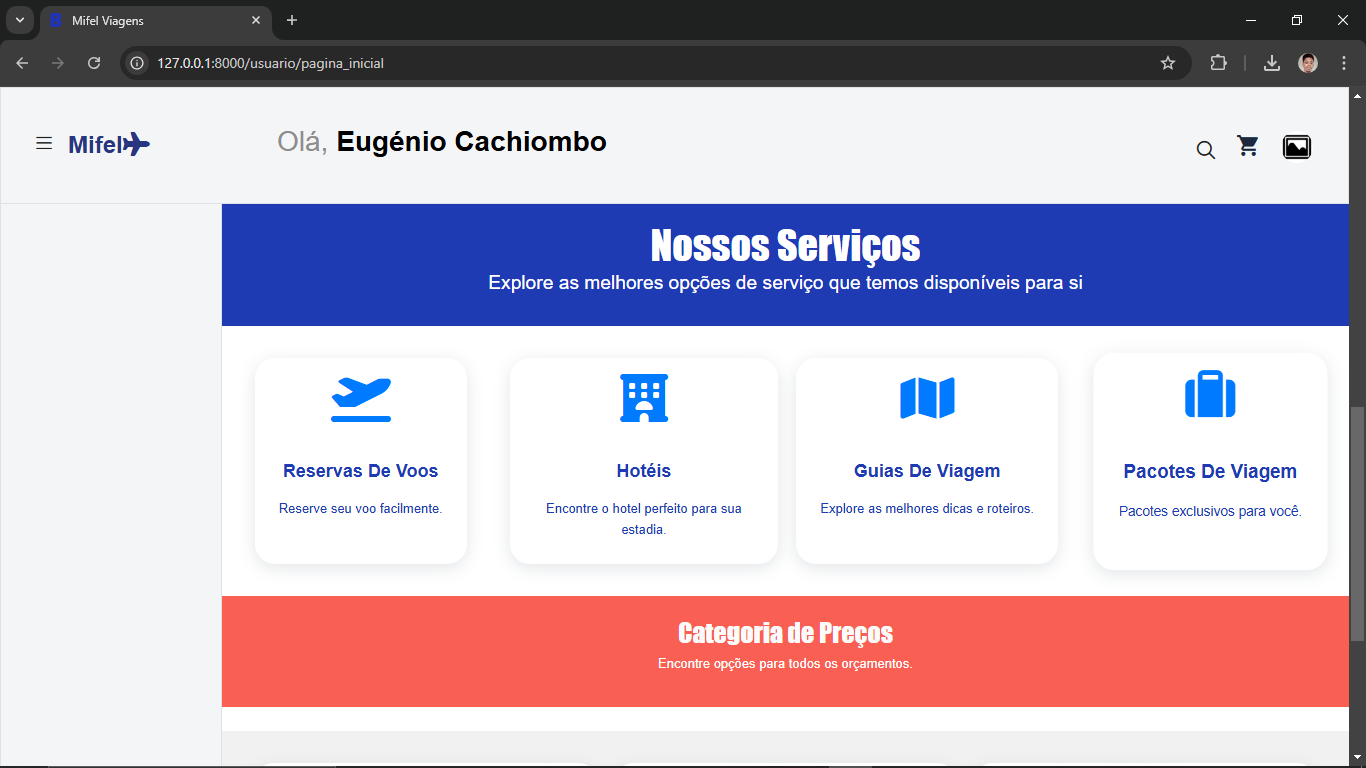 Mifel Viagens
127.0.0.1:8000/usuario/pagina_inicial
Mifel
Olá, Eugénio Cachiombo
Nossos Serviços
Explore as melhores opções de serviço que temos disponíveis para si
Reservas De Voos
Reserve seu voo facilmente.
Hotéis
Encontre o hotel perfeito para sua
estadia.
Guias De Viagem
Explore as melhores dicas e roteiros.
Pacotes De Viagem
Pacotes exclusivos para você.
Categoria de Preços
Encontre opções para todos os orçamentos.